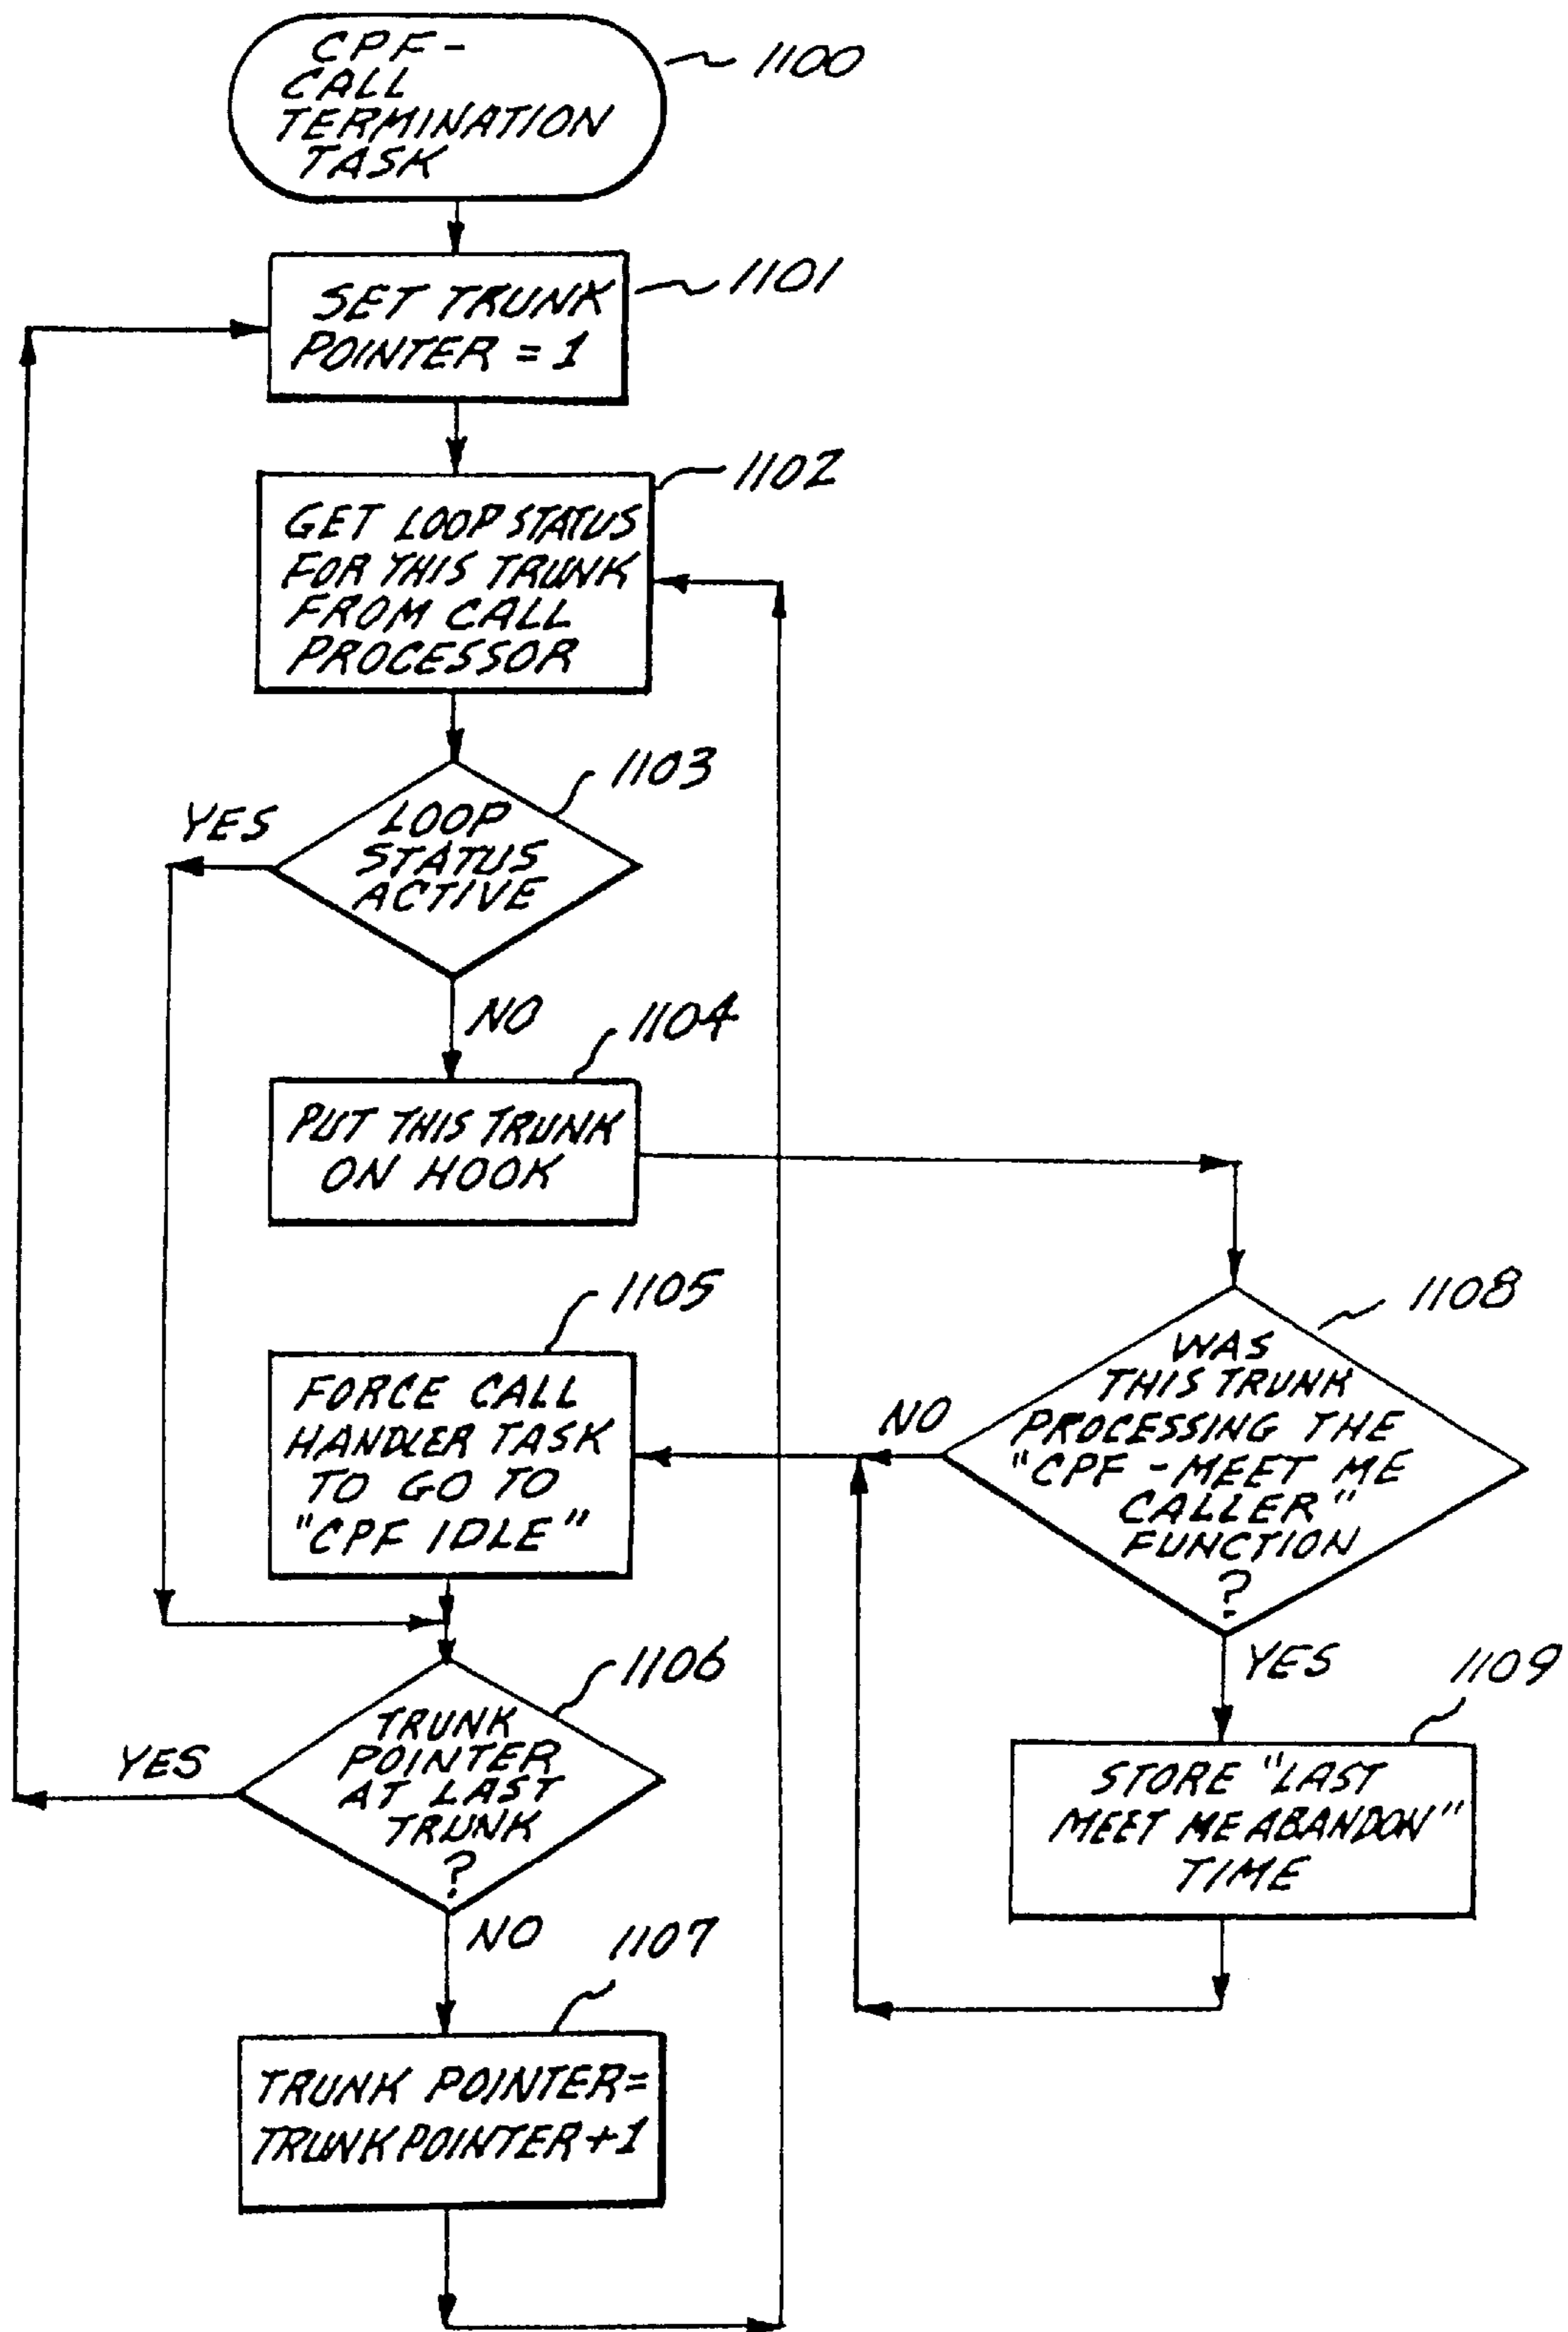 CPF-
CALL
TERMINATION
TASK
1100
SET TRUNK
POINTER = 1
1101
GET LOOP STATUS
FOR THIS TRUNK
FROM CALL
PROCESSOR
1102
LOOP
STATUS
ACTIVE
1103
YES
NO
PUT THIS TRUNK
ON HOOK
1104
WAS
THIS TRUNK
PROCESSING THE
"CPF - MEET ME
CALLER"
FUNCTION
?
1108
NO
YES
FORCE CALL
HANDLER TASK
TO GO TO
"CPF IDLE"
1105
STORE "LAST
MEET ME ABANDON"
TIME
1109
TRUNK
POINTER
AT LAST
TRUNK
?
1106
YES
NO
TRUNK POINTER=
TRUNK POINTER+1
1107